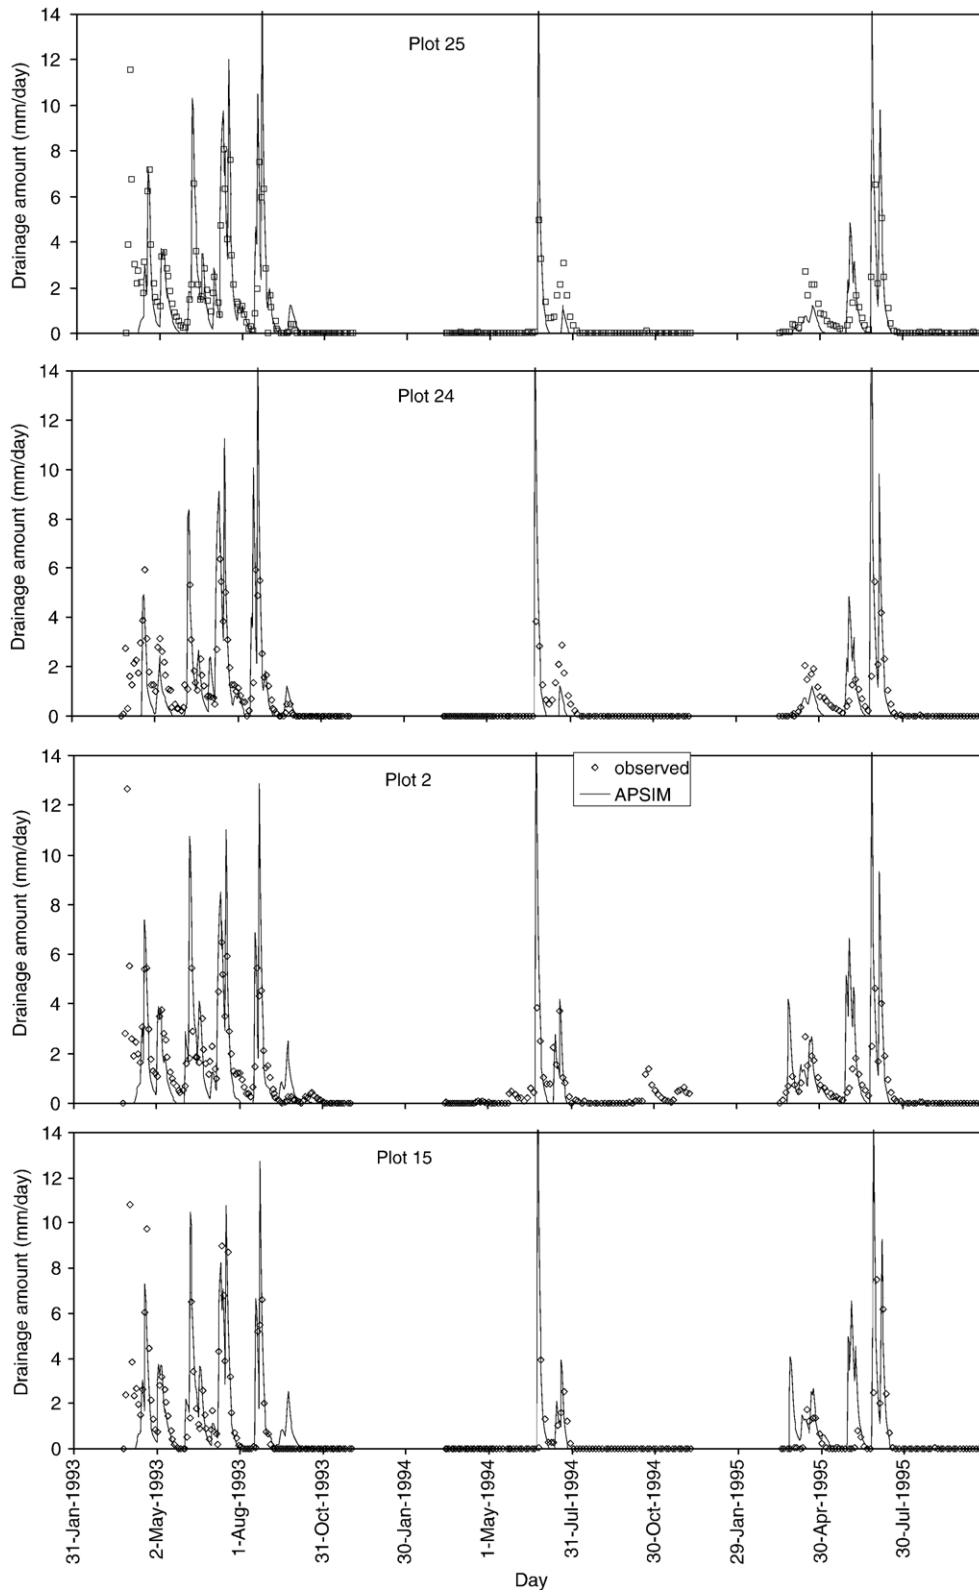 14
12
10
8
6
4
2
0
Drainage amount (mm/day)
Plot 25
14
12
10
8
6
4
2
0
Drainage amount (mm/day)
Plot 24
14
12
10
8
6
4
2
0
Drainage amount (mm/day)
Plot 2
observed
APSIM
14
12
10
8
6
4
2
0
Drainage amount (mm/day)
Plot 15
31-Jan-1993
2-May-1993
1-Aug-1993
31-Oct-1993
30-Jan-1994
1-May-1994
31-Jul-1994
30-Oct-1994
29-Jan-1995
30-Apr-1995
30-Jul-1995
Day